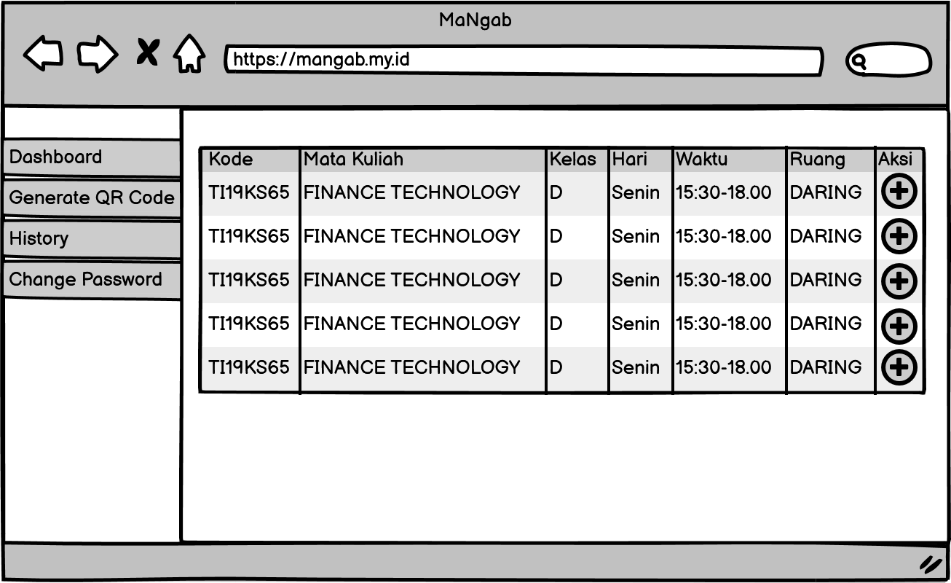 MaNgab
https://mangab.my.id
Dashboard
Generate QR Code
History
Change Password
Kode Mata Kuliah Kelas Hari Waktu Ruang Aksi
TI19KS65 FINANCE TECHNOLOGY D Senin 15:30-18.00 DARING
TI19KS65 FINANCE TECHNOLOGY D Senin 15:30-18.00 DARING
TI19KS65 FINANCE TECHNOLOGY D Senin 15:30-18.00 DARING
TI19KS65 FINANCE TECHNOLOGY D Senin 15:30-18.00 DARING
TI19KS65 FINANCE TECHNOLOGY D Senin 15:30-18.00 DARING